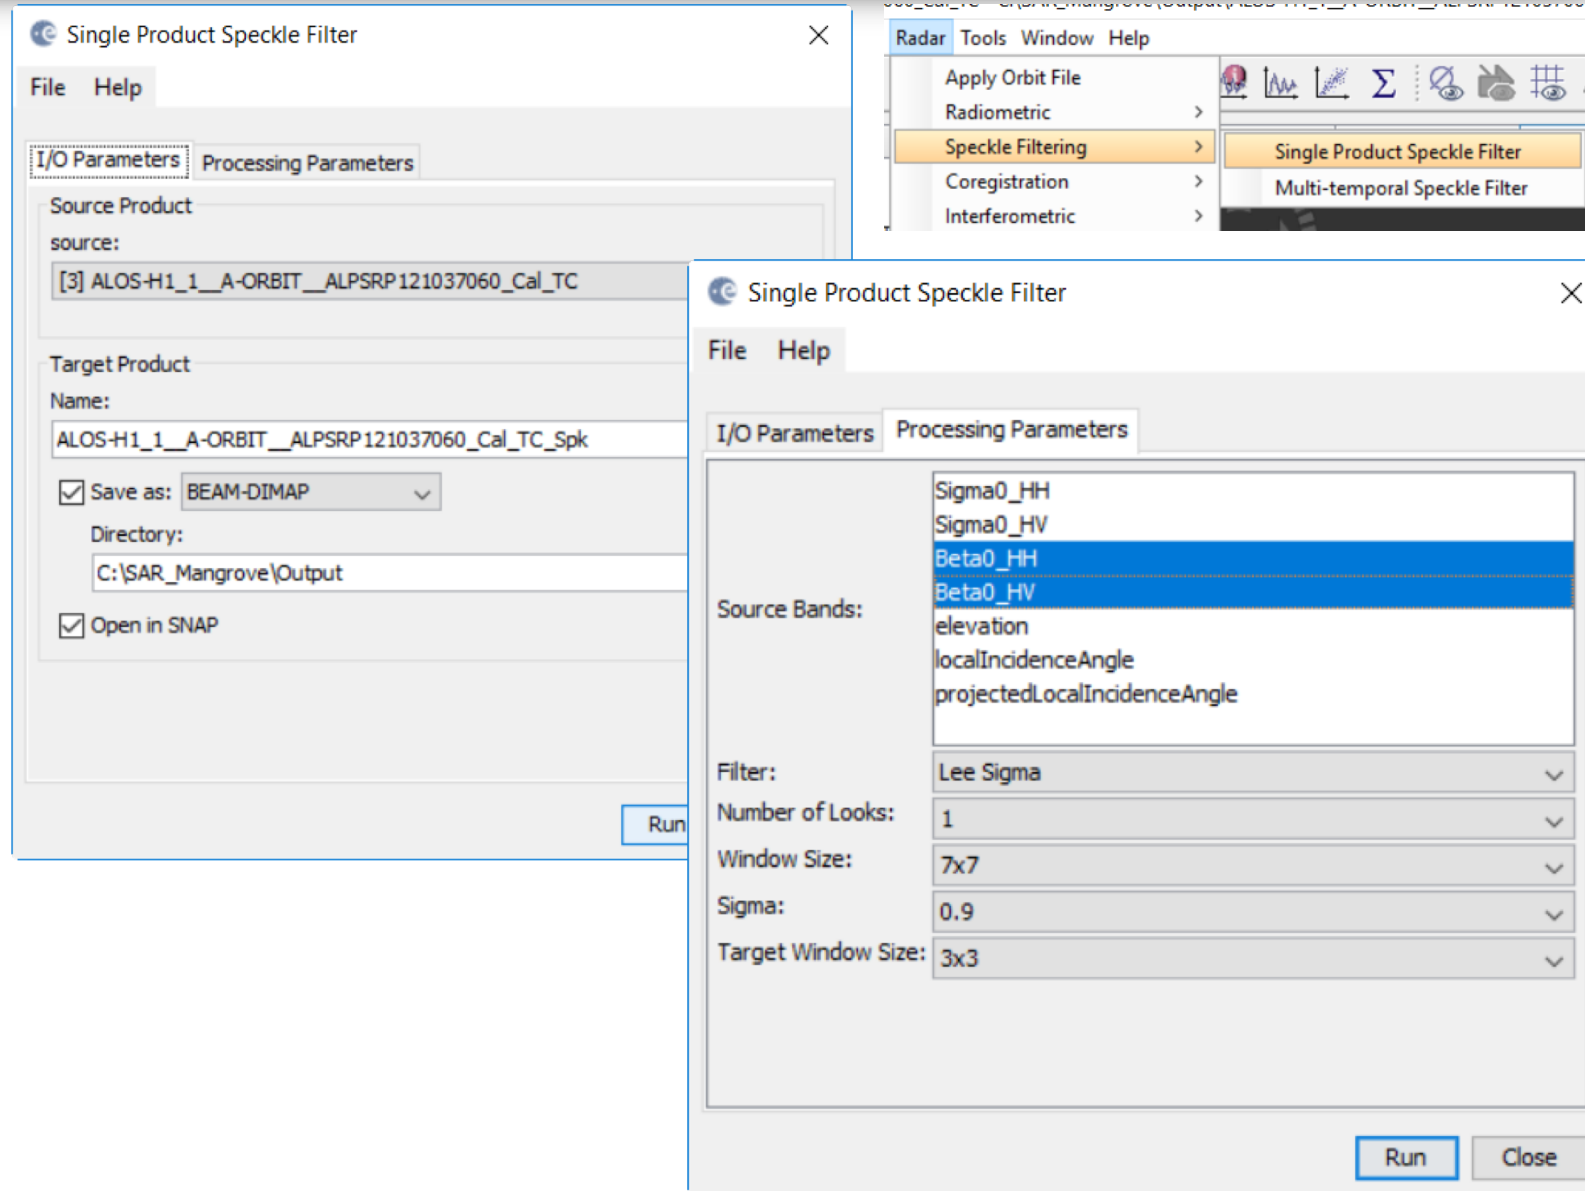 Single Product Speckle Filter
File Help
I/O Parameters Processing Parameters
Source Product
source:
[3] ALOS-H1_1__A-ORBIT__ALPSRP121037060_Cal_TC
Target Product
Name:
ALOS-H1_1__A-ORBIT__ALPSRP121037060_Cal_TC_Spk
Save as: BEAM-DIMAP
Directory:
C:\SAR_Mangrove\Output
Open in SNAP
Run
Radar Tools Window Help
Apply Orbit File
Radiometric
Speckle Filtering
Coregistration
Interferometric
Single Product Speckle Filter
Multi-temporal Speckle Filter
Single Product Speckle Filter
File Help
I/O Parameters Processing Parameters
Source Bands:
Sigma0_HH
Sigma0_HV
Beta0_HH
Beta0_HV
elevation
localIncidenceAngle
projectedLocalIncidenceAngle
Filter: Lee Sigma
Number of Looks: 1
Window Size: 7x7
Sigma: 0.9
Target Window Size: 3x3
Run Close